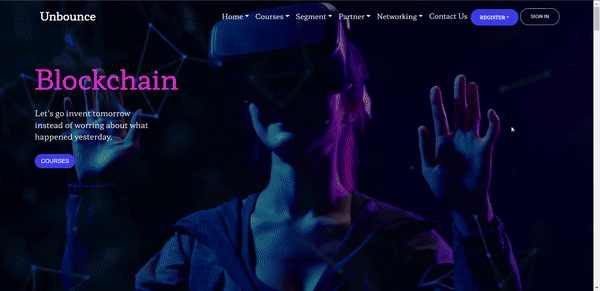 Unbounce
Home Courses Segment Partner Networking Contact Us REGISTER SIGN IN
Blockchain
Let's go invent tomorrow
instead of worring about what
happened yesterday.
COURSES